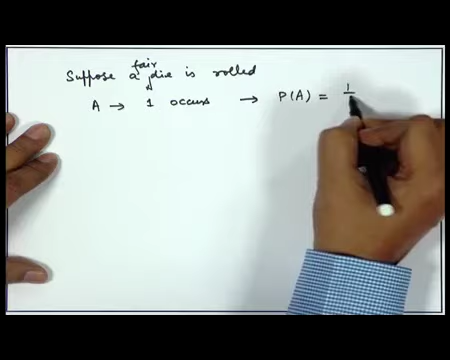 Suppose a fair die is rolled
A → 1 occurs → P(A) = 1